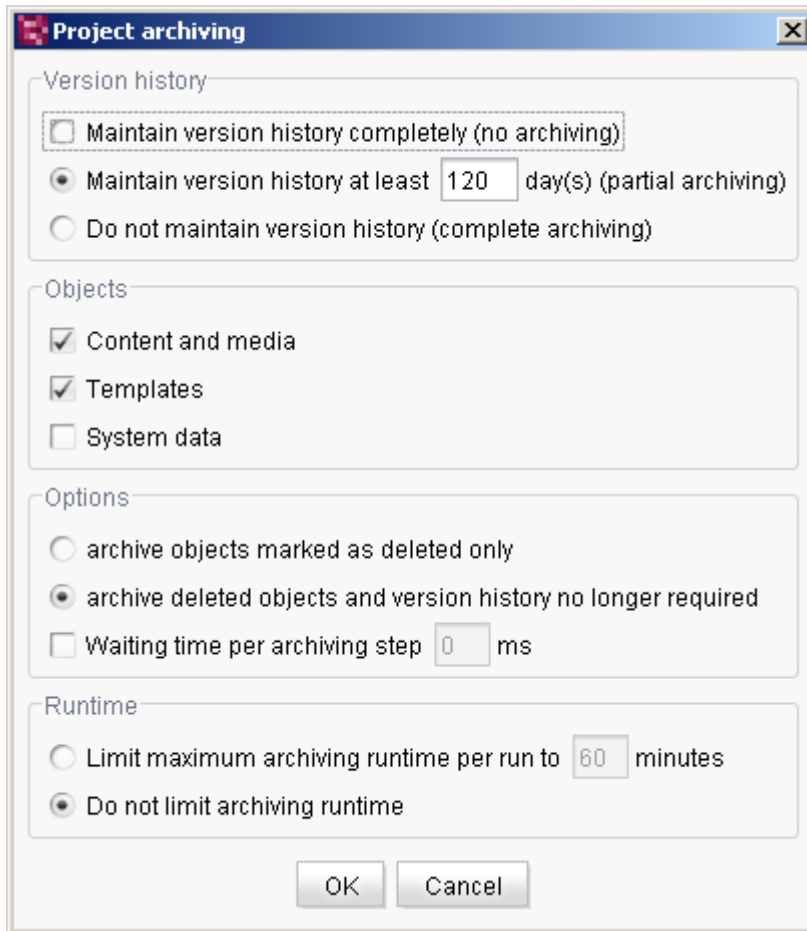 Project archiving
Version history
Maintain version history completely (no archiving)
Maintain version history at least 120 day(s) (partial archiving)
Do not maintain version history (complete archiving)
Objects
Content and media
Templates
System data
Options
archive objects marked as deleted only
archive deleted objects and version history no longer required
Waiting time per archiving step 0 ms
Runtime
Limit maximum archiving runtime per run to 60 minutes
Do not limit archiving runtime
OK Cancel